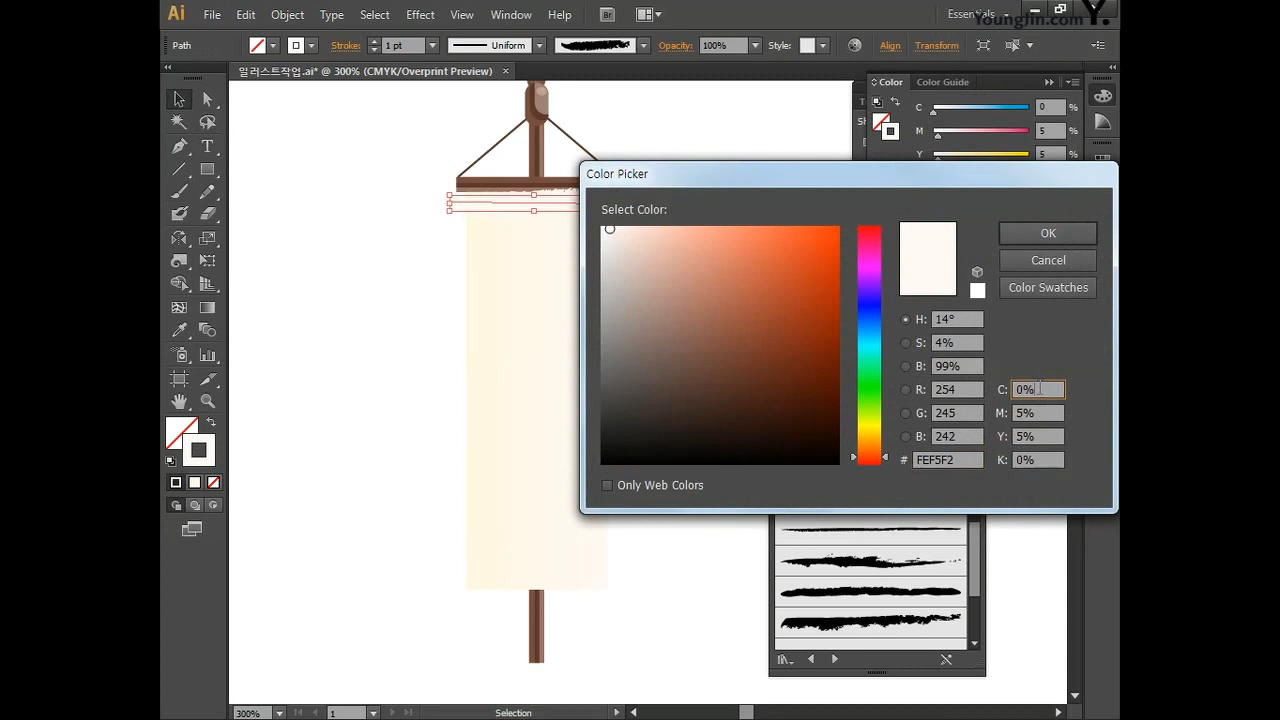 Ai File Edit Object Type Select Effect View Window Help Br Essentials
YoungJin.com Y.
Path Stroke: 1 pt Uniform Opacity: 100% Style: Align Transform
일러스트작업.ai* @ 300% (CMYK/Overprint Preview) ×
Color Color Guide
C 0 %
M 5 %
Y 5 %
Color Picker
Select Color:
OK
Cancel
Color Swatches
H: 14°
S: 4%
B: 99%
R: 254 C: 0%
G: 245 M: 5%
B: 242 Y: 5%
# FEF5F2 K: 0%
Only Web Colors
300% 1 Selection